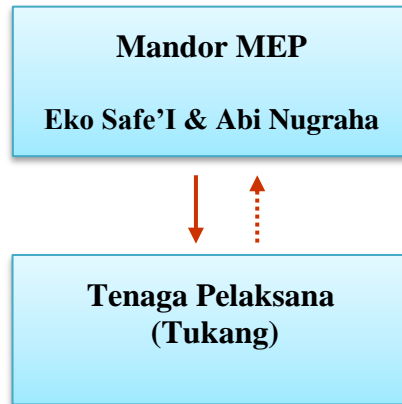 Mandor MEP
Eko Safe’I & Abi Nugraha
Tenaga Pelaksana
(Tukang)